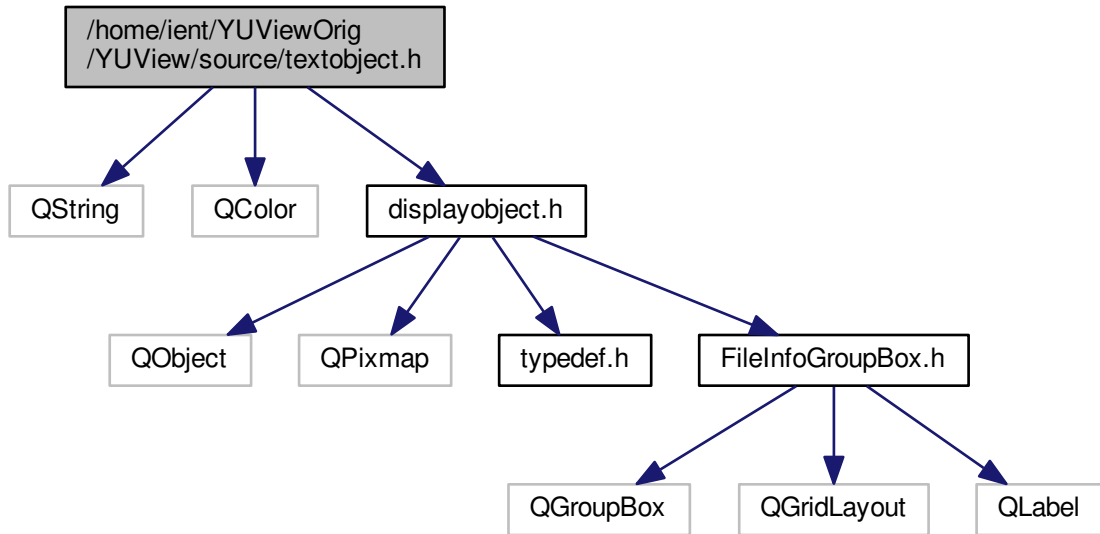 /home/ient/YUViewOrig
/YUView/source/textobject.h
QString
QColor
displayobject.h
QObject
QPixmap
typedef.h
FileInfoGroupBox.h
QGroupBox
QGridLayout
QLabel